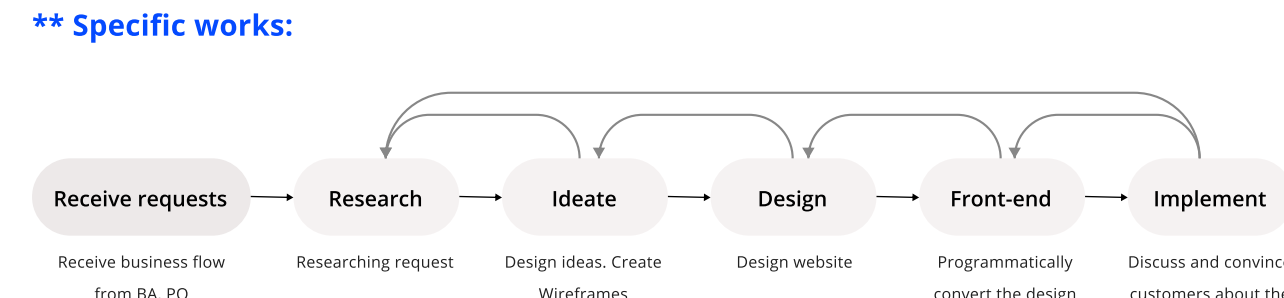 ** Specific works:
Receive requests
Research
Ideate
Design
Front-end
Implement
Receive business flow
from BA, PO
Researching request
Design ideas. Create
Wireframes
Design website
Programmatically
convert the design
Discuss and convince
customers about the